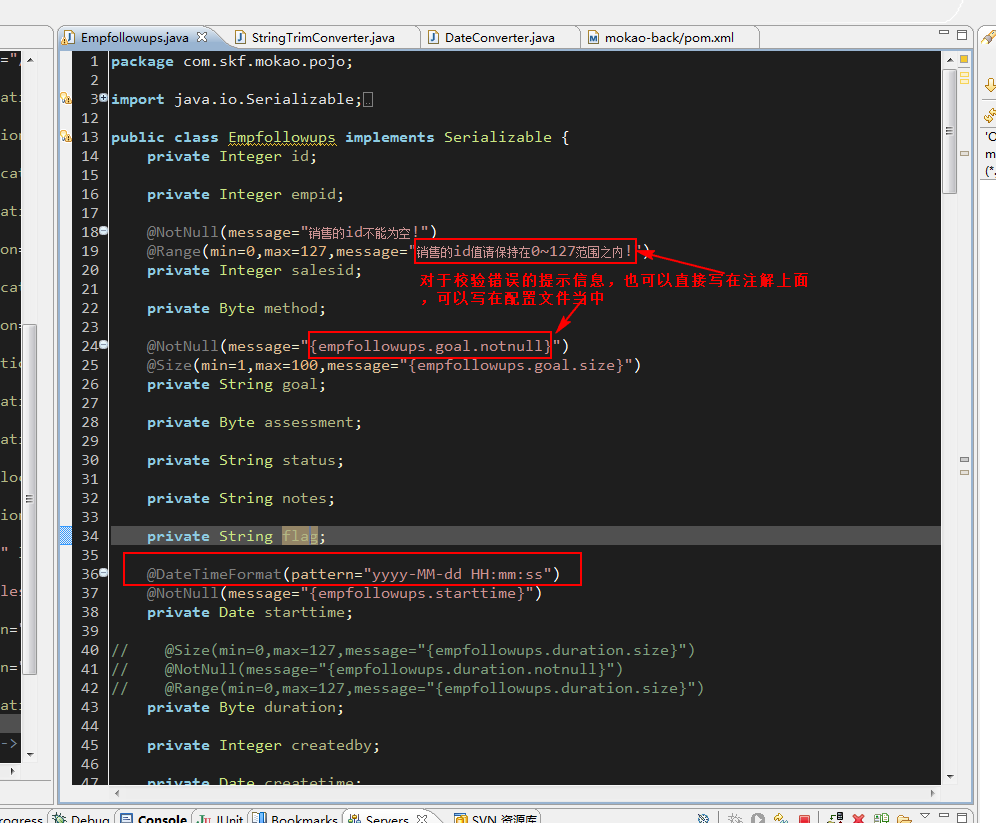 Empfollowups.java
StringTrimConverter.java
DateConverter.java
mokao-back/pom.xml
1 package com.skf.mokao.pojo;
2
3 import java.io.Serializable;
12
13 public class Empfollowups implements Serializable {
14 private Integer id;
15
16 private Integer empid;
17
18 @NotNull(message="销售的id不能为空!")
19 @Range(min=0,max=127,message="销售的id值请保持在0~127范围之内!")
20 private Integer salesid;
对于校验错误的提示信息，也可以直接写在注解上面
，可以写在配置文件当中
21
22 private Byte method;
23
24 @NotNull(message="{empfollowups.goal.notnull}")
25 @Size(min=1,max=100,message="{empfollowups.goal.size}")
26 private String goal;
27
28 private Byte assessment;
29
30 private String status;
31
32 private String notes;
33
34 private String flag;
35
36 @DateTimeFormat(pattern="yyyy-MM-dd HH:mm:ss")
37 @NotNull(message="{empfollowups.starttime}")
38 private Date starttime;
39
40 // @Size(min=0,max=127,message="{empfollowups.duration.size}")
41 // @NotNull(message="{empfollowups.duration.notnull}")
42 // @Range(min=0,max=127,message="{empfollowups.duration.size}")
43 private Byte duration;
44
45 private Integer createdby;
46
47 private Date createtime;
rogress
Debug
Console
JUnit
Bookmarks
Servers
SVN 资源库